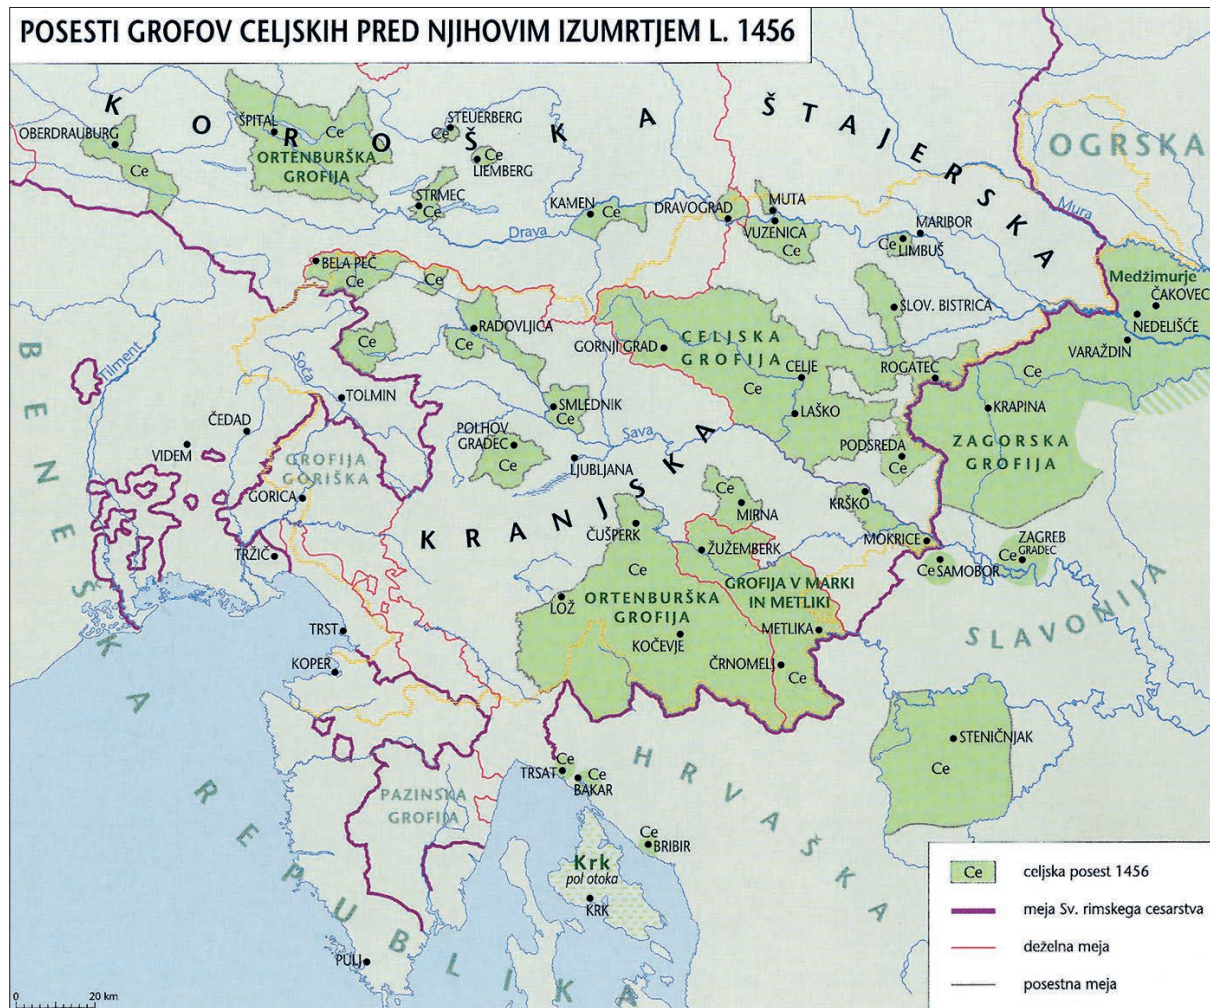 POSESTI GROFOV CELJSKIH PRED NJIHOVIM IZUMRTJEM L. 1456
KOROŠKA
ŠTAJERSKA
OGRSKA
OBERDRAUBURG
Ce
ŠPITAL
Ce
ORTENBURŠKA
GROFIJA
STEUERBERG
Ce
Ce
LIEMBERG
STRMEC
Ce
KAMEN
Ce
DRAVOGRAD
MUTA
VUZENICA
Ce
MARIBOR
Ce
LIMBUŠ
Mura
Drava
BELA PEČ
Ce
Ce
Medžimurje
ČAKOVEC
NEDELIŠĆE
VARAŽDIN
SLOV. BISTRICA
RADOVLJICA
Ce
Ce
GORNJI GRAD
CELJSKA
GROFIJA
CELJE
Ce
LAŠKO
ROGATEC
Ce
KRAPINA
ZAGORSKA
GROFIJA
PODSREDA
Ce
BENEŠKA REPUBLIKA
Tilment
Soča
TOLMIN
ČEDAD
VIDEM
SMLEDNIK
Ce
POLHOV
GRADEC
Ce
Sava
LJUBLJANA
GROFIJA
GORIŠKA
GORICA
TRŽIČ
KRANJSKA
Ce
MIRNA
KRŠKO
MOKRICE
Ce
SAMOBOR
Ce
ZAGREB
GRADEC
ČUŠPERK
Ce
ŽUŽEMBERK
GROFIJA V MARKI
IN METLIKI
LOŽ
ORTENBURŠKA
GROFIJA
KOČEVJE
METLIKA
ČRNOMELJ
Ce
SLAVONIJA
TRST
KOPER
STENIČNJAK
Ce
HRVAŠKA
Ce
TRSAT
Ce
BAKAR
PAZINSKA
GROFIJA
Ce
BRIBIR
Krk
pol otoka
KRK
PULJ
Ce
celjska posest 1456
meja Sv. rimskega cesarstva
deželna meja
posestna meja
0 20 km